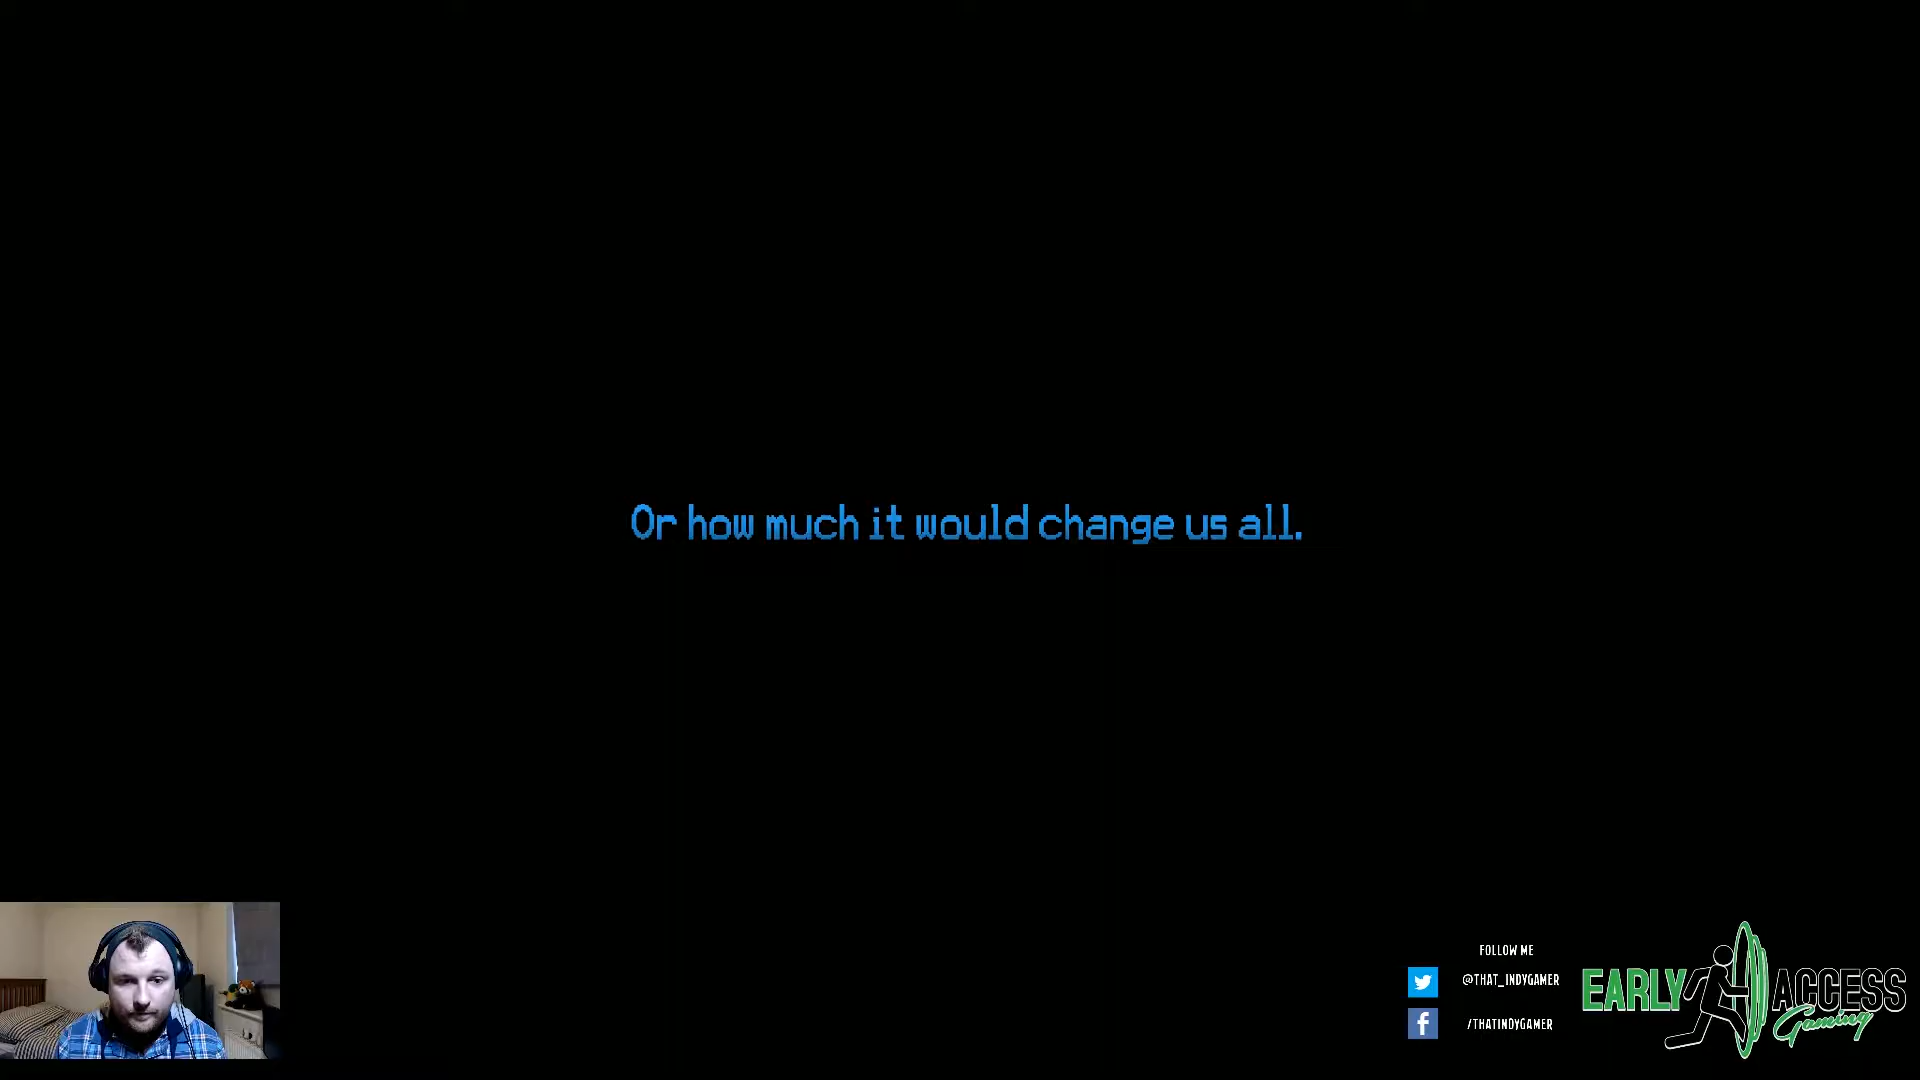 Or how much it would change us all.
FOLLOW ME
@THAT_INDYGAMER
/THATINDYGAMER
EARLY ACCESS
Gaming